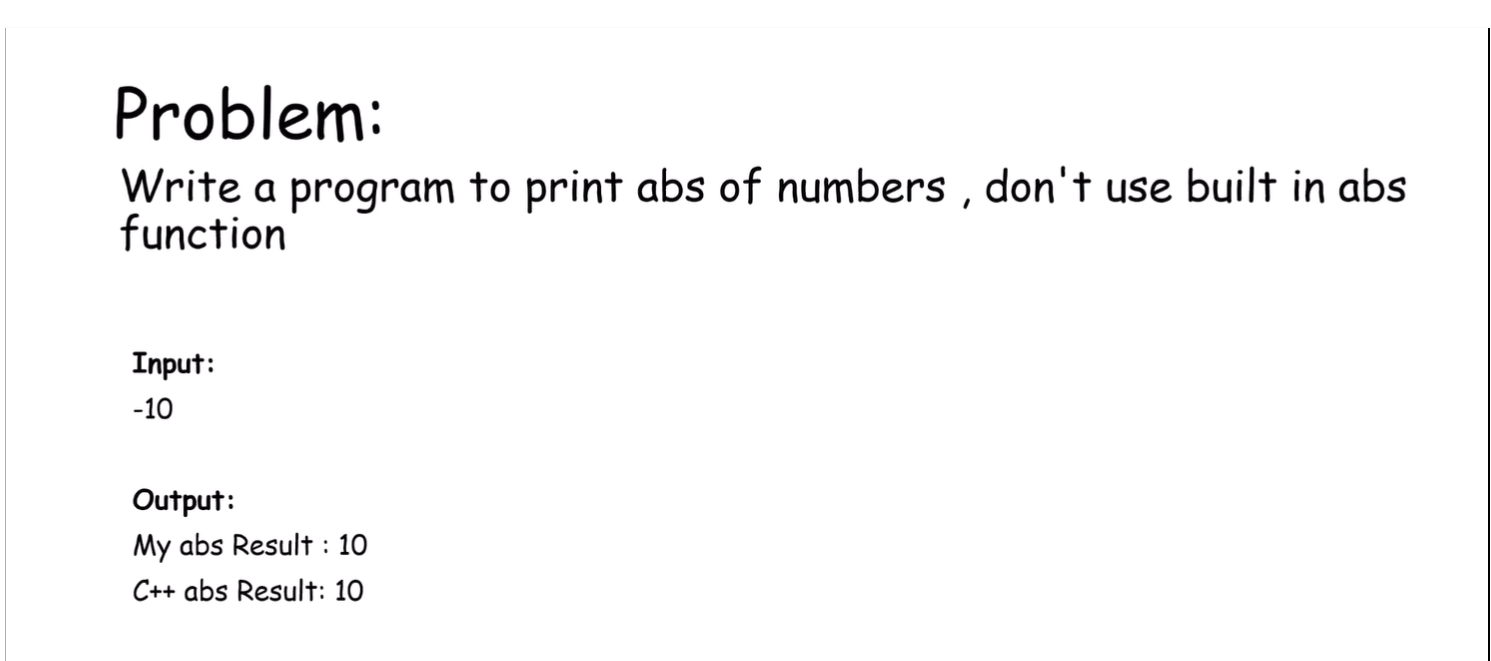 Problem:
Write a program to print abs of numbers , don't use built in abs
function
Input:
-10
Output:
My abs Result : 10
C++ abs Result: 10